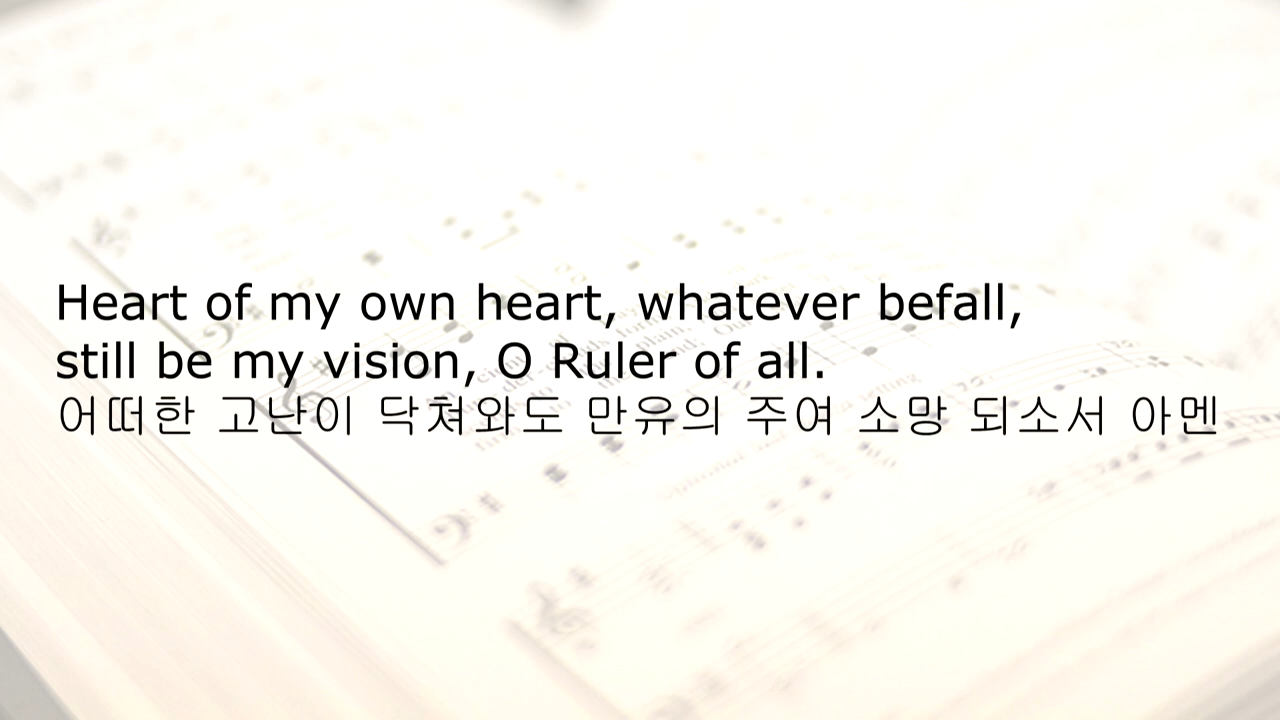 Heart of my own heart, whatever befall,
still be my vision, O Ruler of all.
어떠한 고난이 닥쳐와도 만유의 주여 소망 되소서 아멘